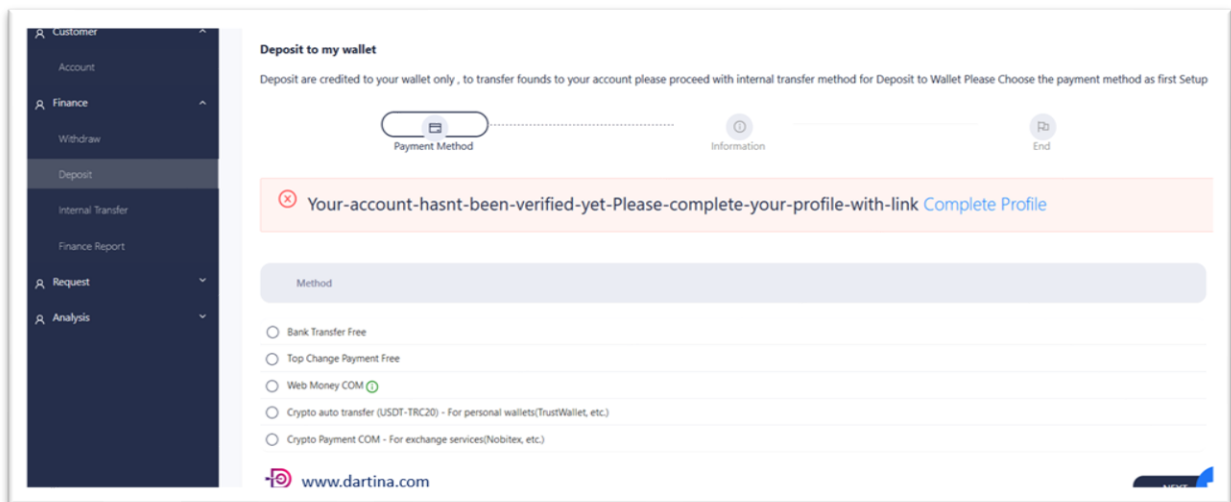 Customer
Account
Finance
Withdraw
Deposit
Internal Transfer
Finance Report
Request
Analysis
Deposit to my wallet
Deposit are credited to your wallet only , to transfer founds to your account please proceed with internal transfer method for Deposit to Wallet Please Choose the payment method as first Setup
Payment Method
Information
End
Your-account-hasnt-been-verified-yet-Please-complete-your-profile-with-link Complete Profile
Method
Bank Transfer Free
Top Change Payment Free
Web Money COM
Crypto auto transfer (USDT-TRC20) - For personal wallets(TrustWallet, etc.)
Crypto Payment COM - For exchange services(Nobitex, etc.)
www.dartina.com
NEXT